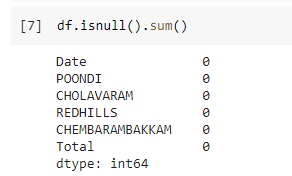 [7] df.isnull().sum()
Date 0
POONDI 0
CHOLAVARAM 0
REDHILLS 0
CHEMBARAMBAKKAM 0
Total 0
dtype: int64